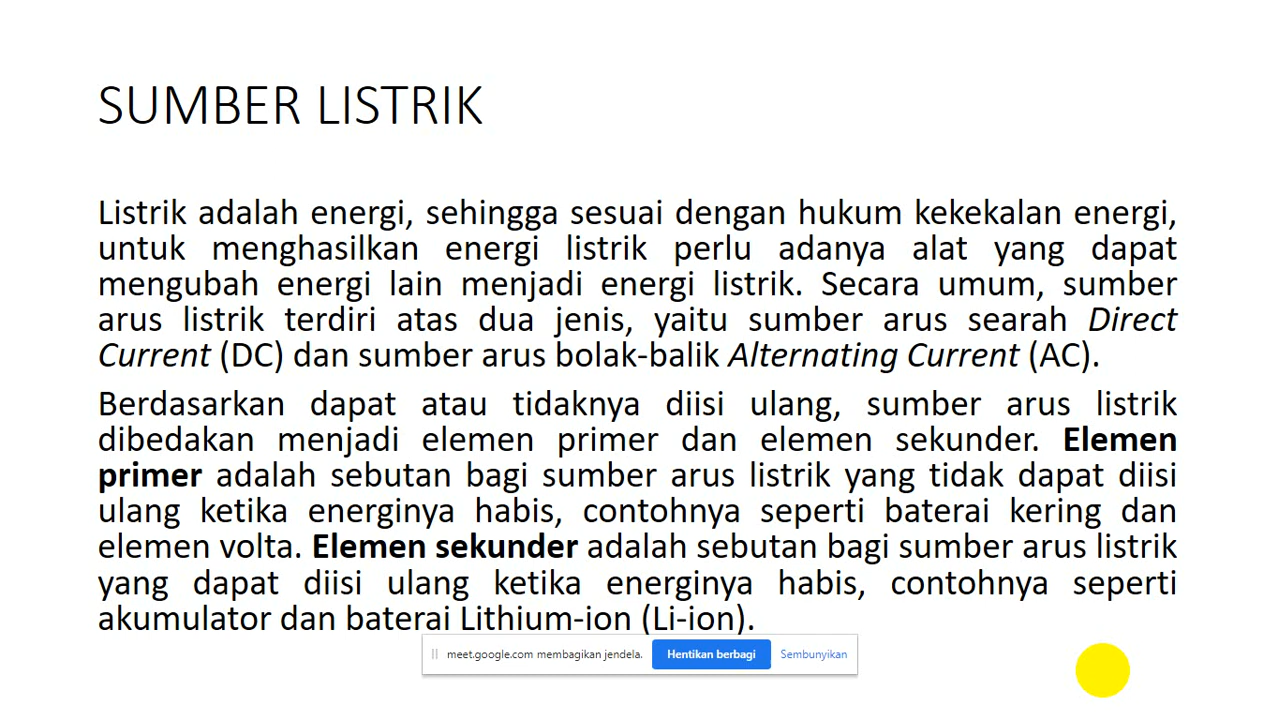 SUMBER LISTRIK
Listrik adalah energi, sehingga sesuai dengan hukum kekekalan energi,
untuk menghasilkan energi listrik perlu adanya alat yang dapat
mengubah energi lain menjadi energi listrik. Secara umum, sumber
arus listrik terdiri atas dua jenis, yaitu sumber arus searah Direct
Current (DC) dan sumber arus bolak-balik Alternating Current (AC).
Berdasarkan dapat atau tidaknya diisi ulang, sumber arus listrik
dibedakan menjadi elemen primer dan elemen sekunder. Elemen
primer adalah sebutan bagi sumber arus listrik yang tidak dapat diisi
ulang ketika energinya habis, contohnya seperti baterai kering dan
elemen volta. Elemen sekunder adalah sebutan bagi sumber arus listrik
yang dapat diisi ulang ketika energinya habis, contohnya seperti
akumulator dan baterai Lithium-ion (Li-ion).
meet.google.com membagikan jendela. Hentikan berbagi Sembunyikan